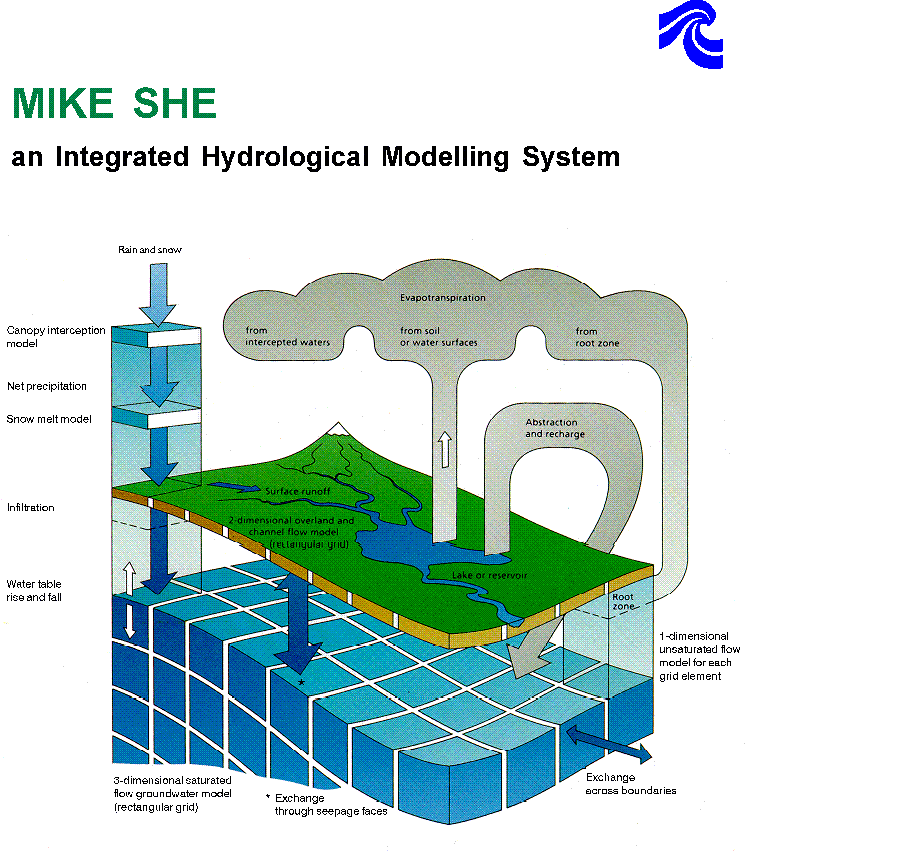 MIKE SHE
an Integrated Hydrological Modelling System
Rain and snow
Canopy interception
model
Net precipitation
Snow melt model
Infiltration
Water table
rise and fall
Evapotranspiration
from
intercepted waters
from soil
or water surfaces
from
root zone
Abstraction
and recharge
Surface runoff
2-dimensional overland and
channel flow model
(rectangular grid)
Lake or reservoir
Root
zone
1-dimensional
unsaturated flow
model for each
grid element
3-dimensional saturated
flow groundwater model
(rectangular grid)
*
* Exchange
through seepage faces
Exchange
across boundaries